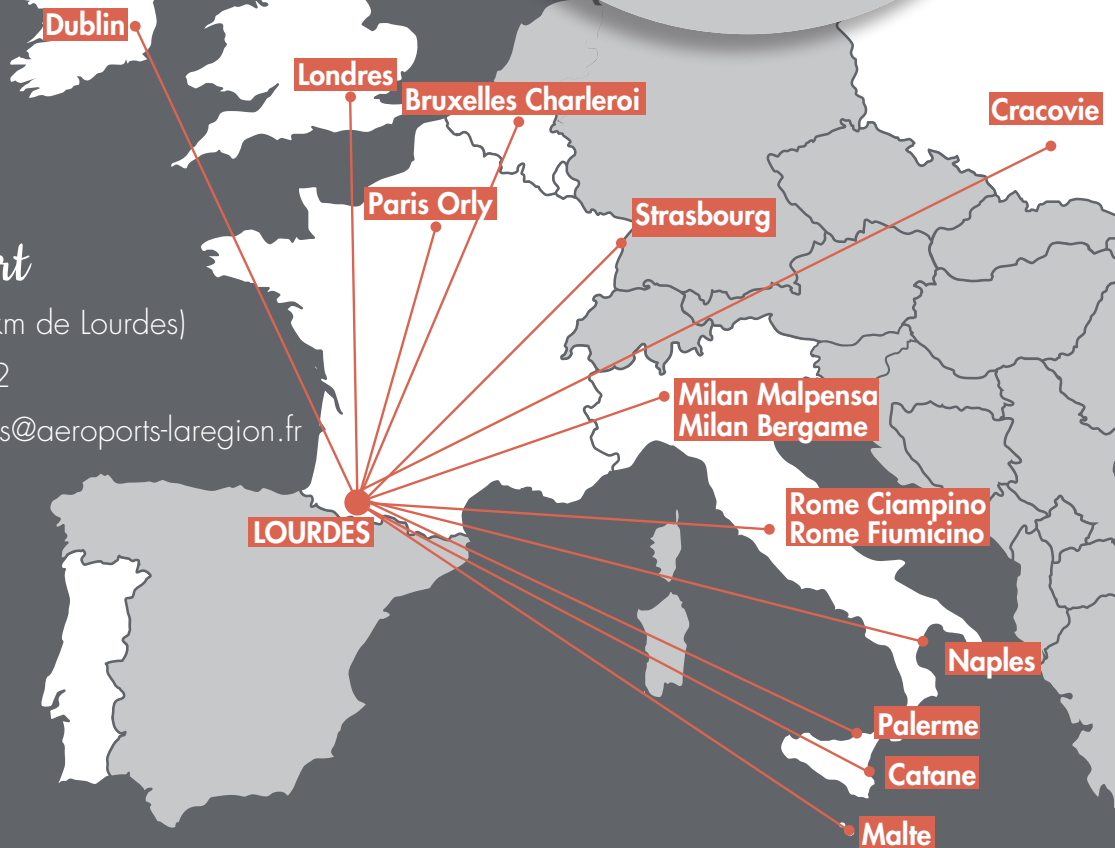 Dublin
Londres
Bruxelles Charleroi
Cracovie
Paris Orly
Strasbourg
km de Lourdes)
2
s@aeroports-laregion.fr
Milan Malpensa
Milan Bergame
Rome Ciampino
Rome Fiumicino
LOURDES
Naples
Palerme
Catane
Malte